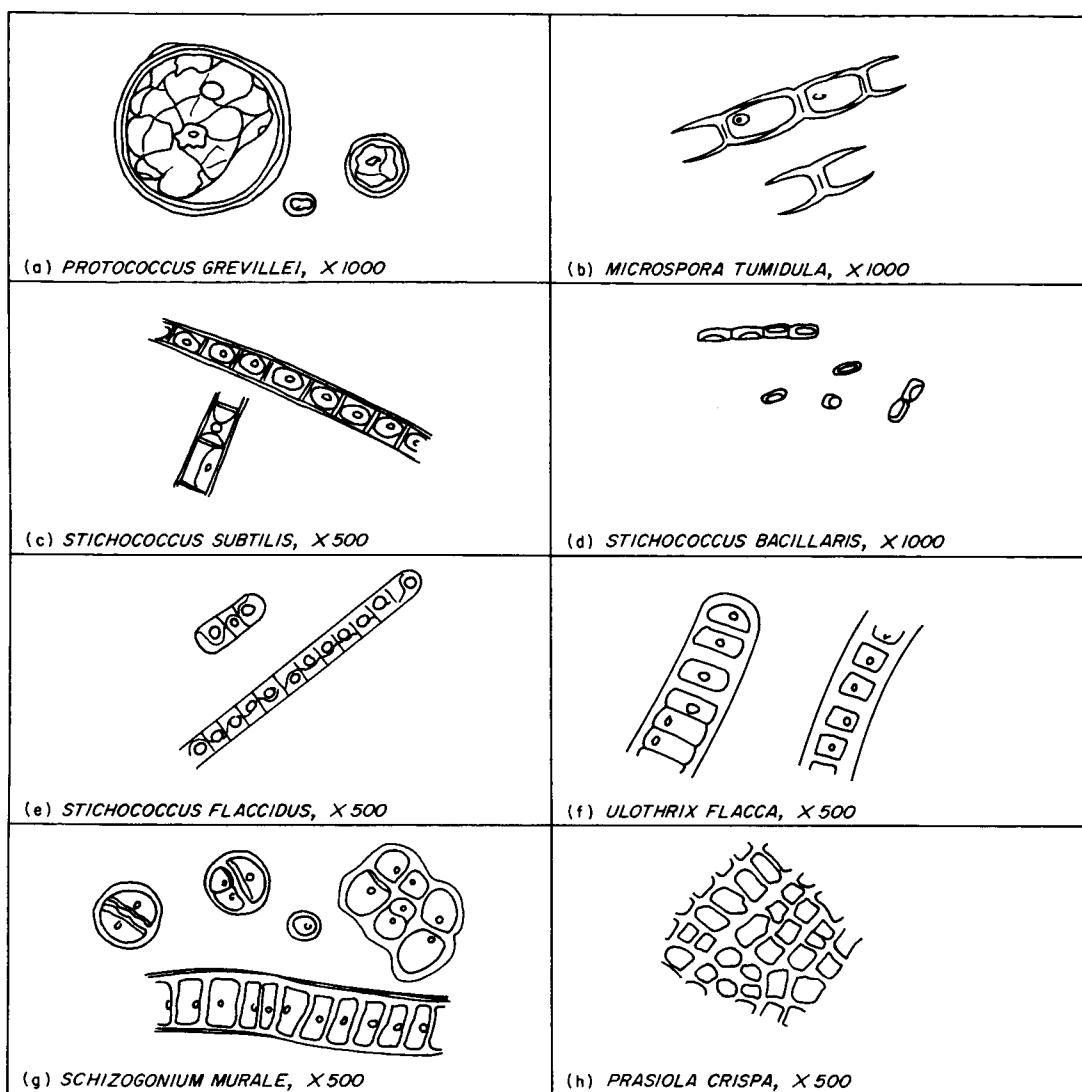 (a) PROTOCOCCUS GREVILLEI, X 1000
(b) MICROSPORA TUMIDULA, X 1000
(c) STICHOCOCCUS SUBTILIS, X 500
(d) STICHOCOCCUS BACILLARIS, X 1000
(e) STICHOCOCCUS FLACCIDUS, X 500
(f) ULOTHRIX FLACCA, X 500
(g) SCHIZOGONIUM MURALE, X 500
(h) PRASIOLA CRISPA, X 500